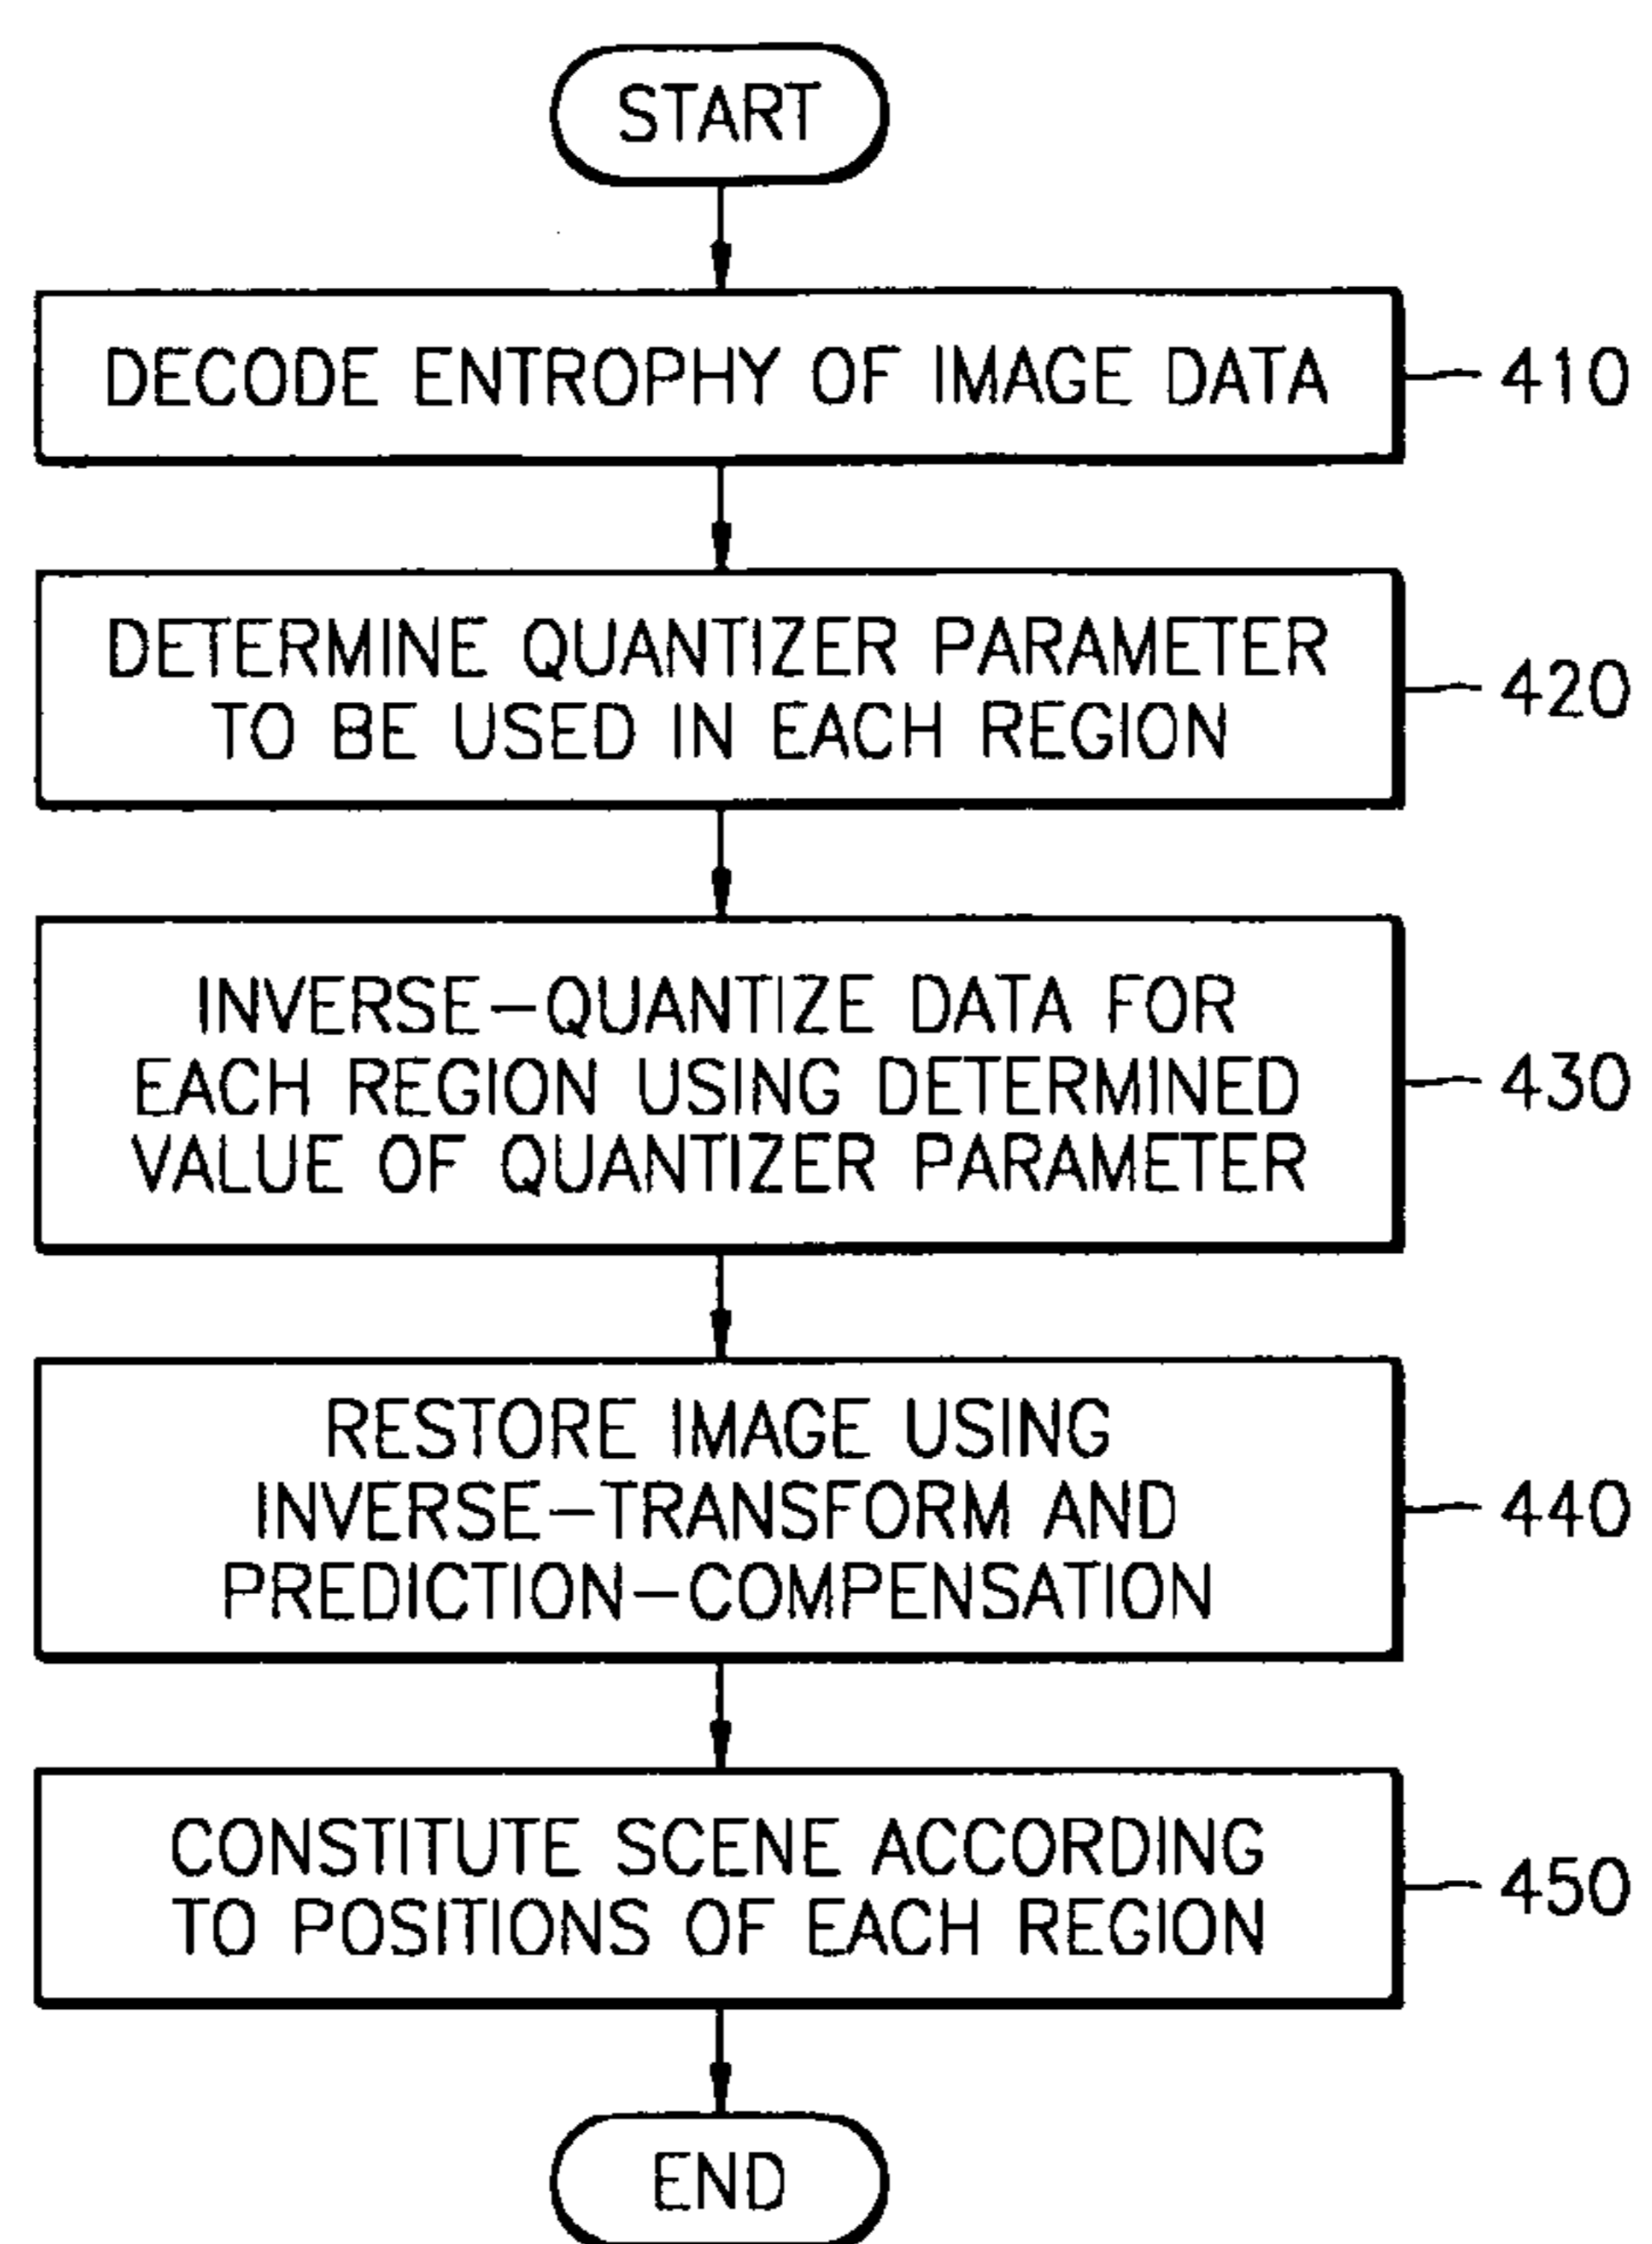 START
DECODE ENTROPHY OF IMAGE DATA
410
DETERMINE QUANTIZER PARAMETER
TO BE USED IN EACH REGION
420
INVERSE-QUANTIZE DATA FOR
EACH REGION USING DETERMINED
VALUE OF QUANTIZER PARAMETER
430
RESTORE IMAGE USING
INVERSE-TRANSFORM AND
PREDICTION-COMPENSATION
440
CONSTITUTE SCENE ACCORDING
TO POSITIONS OF EACH REGION
450
END